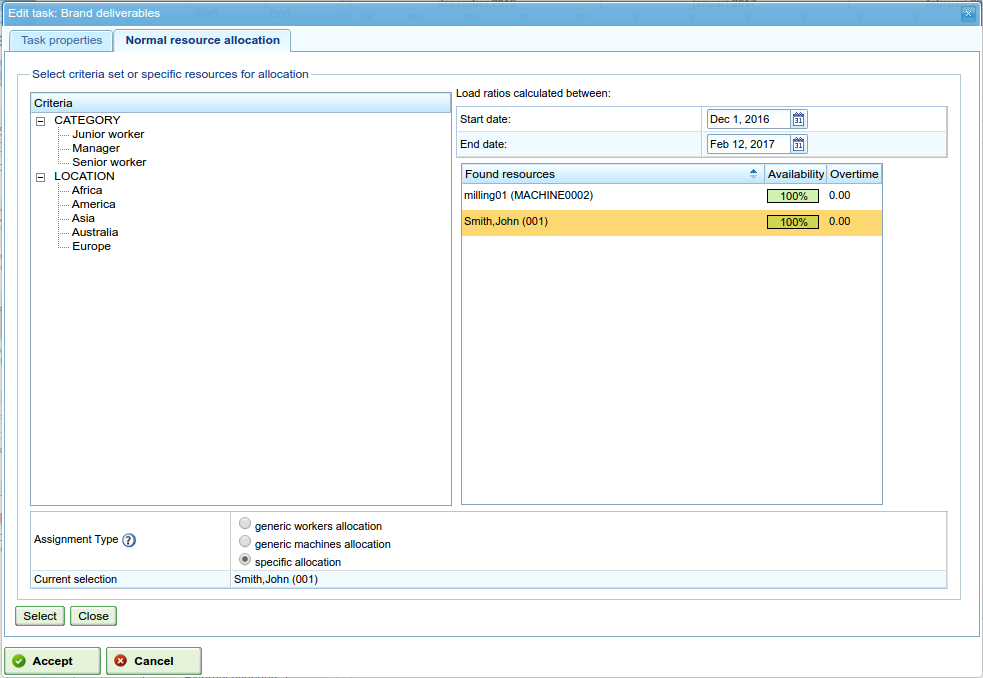 Edit task: Brand deliverables
Task properties
Normal resource allocation
Select criteria set or specific resources for allocation
Criteria
CATEGORY
Junior worker
Manager
Senior worker
LOCATION
Africa
America
Asia
Australia
Europe
Load ratios calculated between:
Start date: Dec 1, 2016 31
End date: Feb 12, 2017 31
Found resources Availability Overtime
milling01 (MACHINE0002) 100% 0.00
Smith,John (001) 100% 0.00
Assignment Type ?
generic workers allocation
generic machines allocation
specific allocation
Current selection Smith,John (001)
Select Close
Accept Cancel